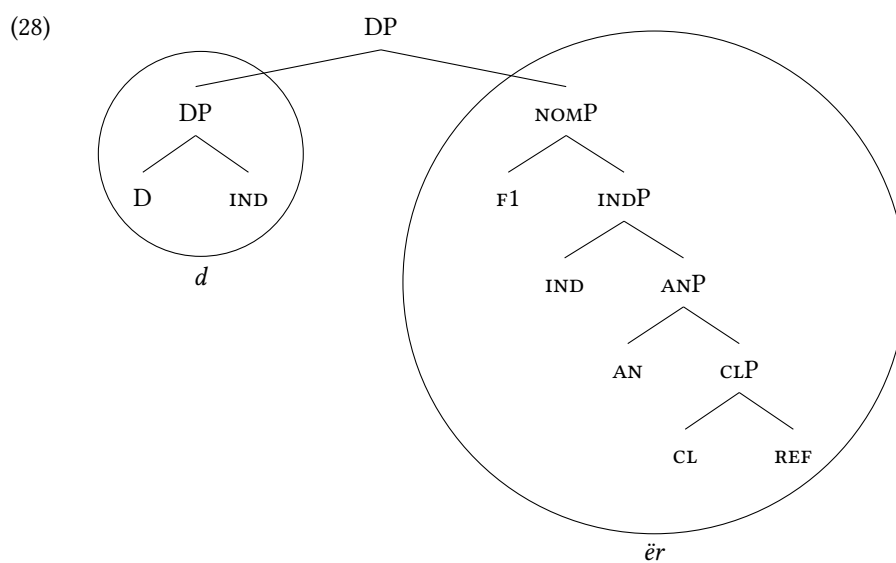 (28)
DP
DP
NOMP
D
IND
F1
INDP
d
IND
ANP
AN
CLP
CL
REF
ër